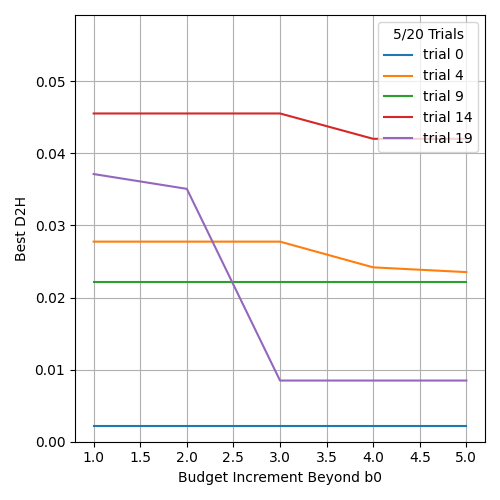 5/20 Trials
trial 0
trial 4
trial 9
trial 14
trial 19
Best D2H
0.05
0.04
0.03
0.02
0.01
0.00
1.0 1.5 2.0 2.5 3.0 3.5 4.0 4.5 5.0
Budget Increment Beyond b0